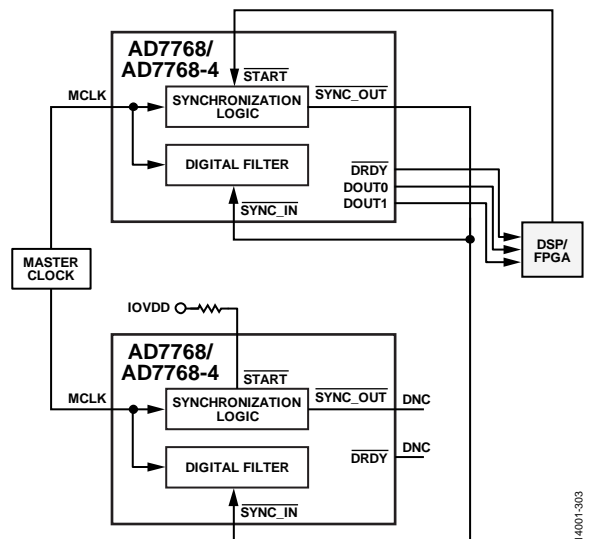 AD7768/
AD7768-4
START
MCLK
SYNC_OUT
SYNCHRONIZATION
LOGIC
DIGITAL FILTER
DRDY
DOUT0
DOUT1
SYNC_IN
DSP/
FPGA
MASTER
CLOCK
IOVDD
AD7768/
AD7768-4
START
MCLK
SYNC_OUT
DNC
SYNCHRONIZATION
LOGIC
DIGITAL FILTER
DRDY
DNC
SYNC_IN
14001-303